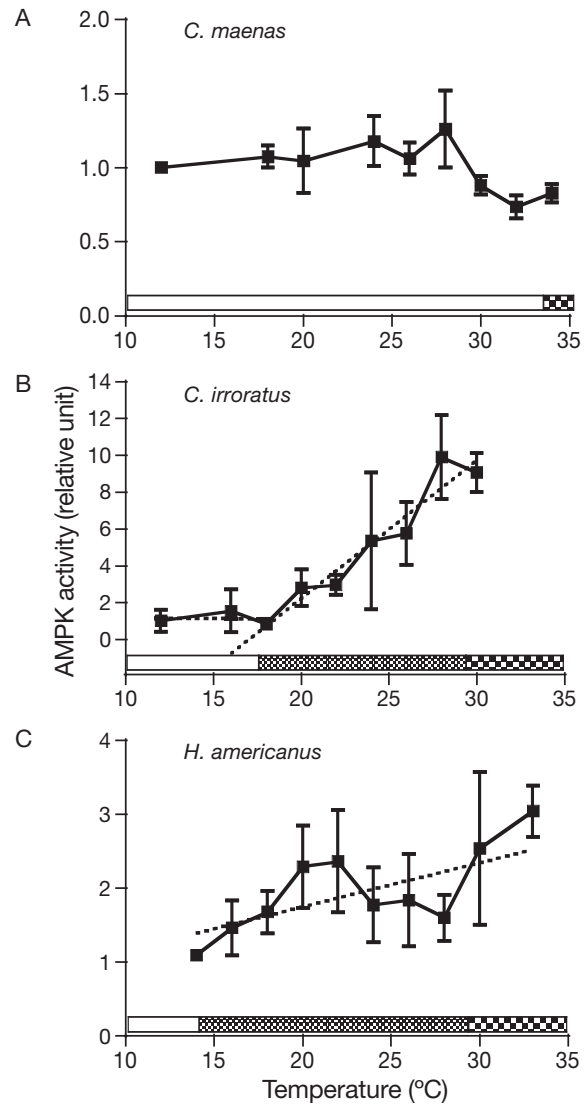 A
C. maenas
2.0
1.5
1.0
0.5
0.0
10 15 20 25 30 35
B
C. irroratus
14
12
10
8
6
4
2
0
10 15 20 25 30 35
AMPK activity (relative unit)
C
H. americanus
4
3
2
1
0
10 15 20 25 30 35
Temperature (ºC)